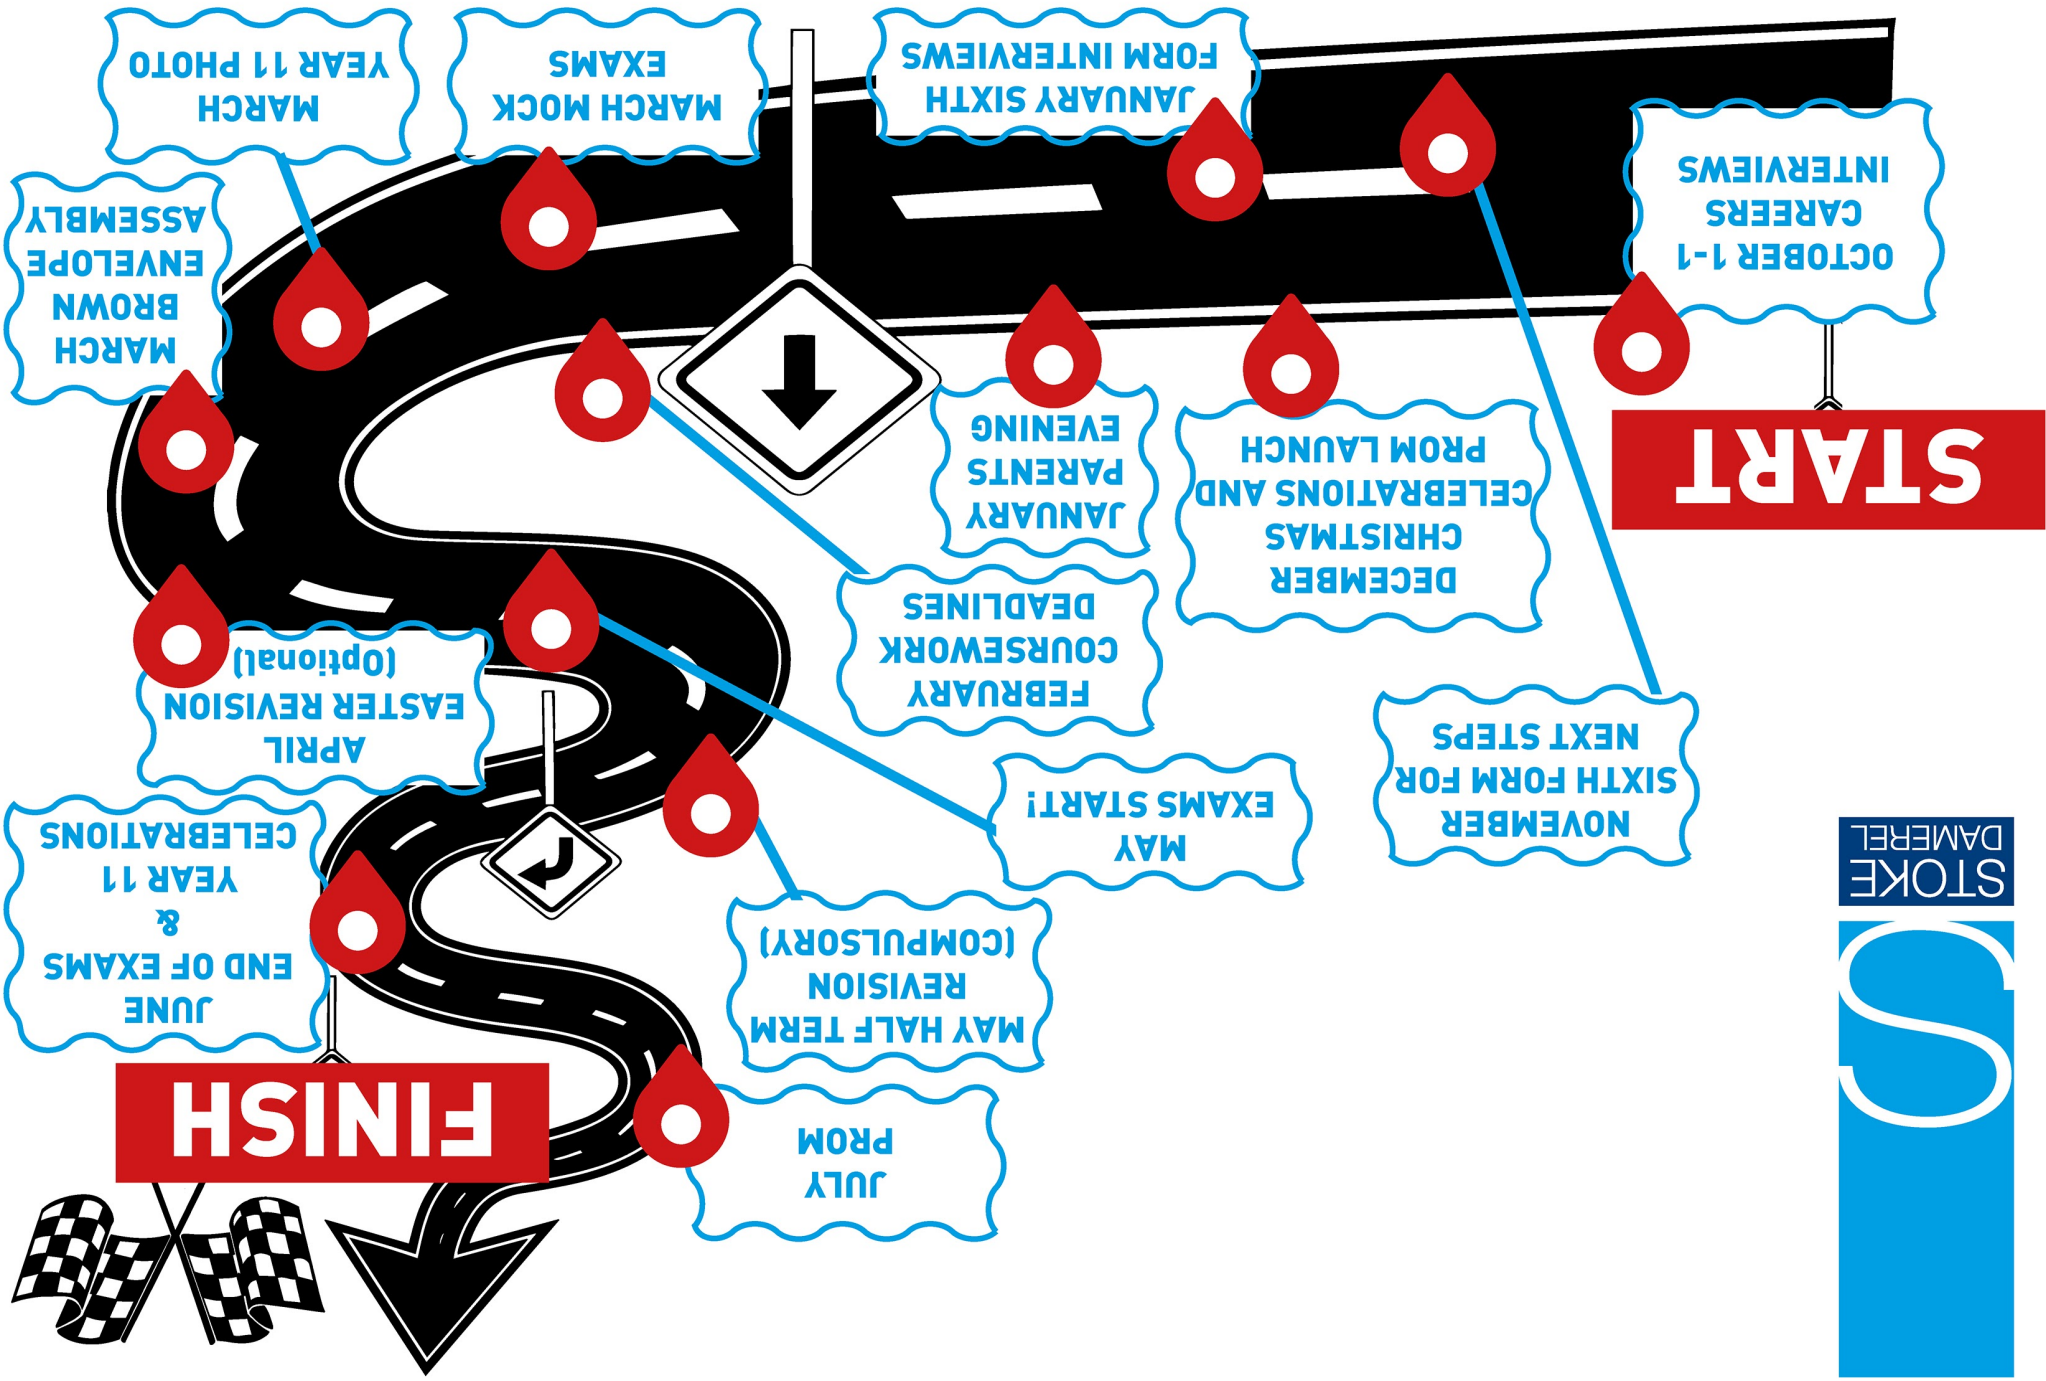 STOKE
DAMEREL
START
OCTOBER 1-1
CAREERS
INTERVIEWS
NOVEMBER
SIXTH FORM FOR
NEXT STEPS
DECEMBER
CHRISTMAS
CELEBRATIONS AND
PROM LAUNCH
JANUARY SIXTH
FORM INTERVIEWS
JANUARY
PARENTS
EVENING
FEBRUARY
COURSEWORK
DEADLINES
MARCH MOCK
EXAMS
MARCH
YEAR 11 PHOTO
MARCH
BROWN
ENVELOPE
ASSEMBLY
APRIL
EASTER REVISION
(Optional)
MAY
EXAMS START!
MAY HALF TERM
REVISION
(COMPULSORY)
JUNE
END OF EXAMS
&
YEAR 11
CELEBRATIONS
JULY
PROM
FINISH